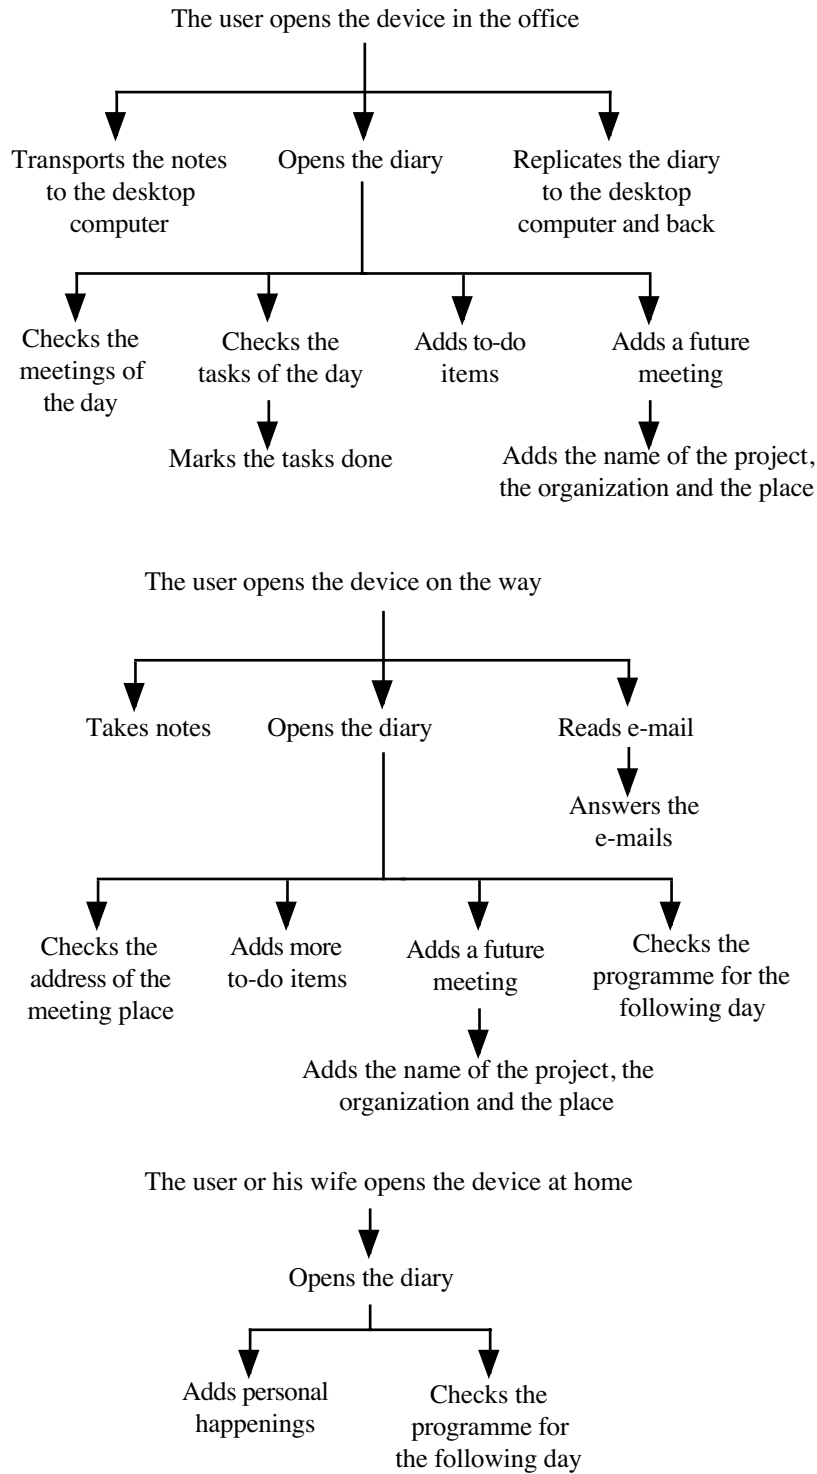 The user opens the device in the office
Transports the notes
to the desktop
computer
Opens the diary
Replicates the diary
to the desktop
computer and back
Checks the
meetings of
the day
Checks the
tasks of the day
Adds to-do
items
Adds a future
meeting
Marks the tasks done
Adds the name of the project,
the organization and the place
The user opens the device on the way
Takes notes
Opens the diary
Reads e-mail
Answers the
e-mails
Checks the
address of the
meeting place
Adds more
to-do items
Adds a future
meeting
Checks the
programme for the
following day
Adds the name of the project, the
organization and the place
The user or his wife opens the device at home
Opens the diary
Adds personal
happenings
Checks the
programme for
the following day